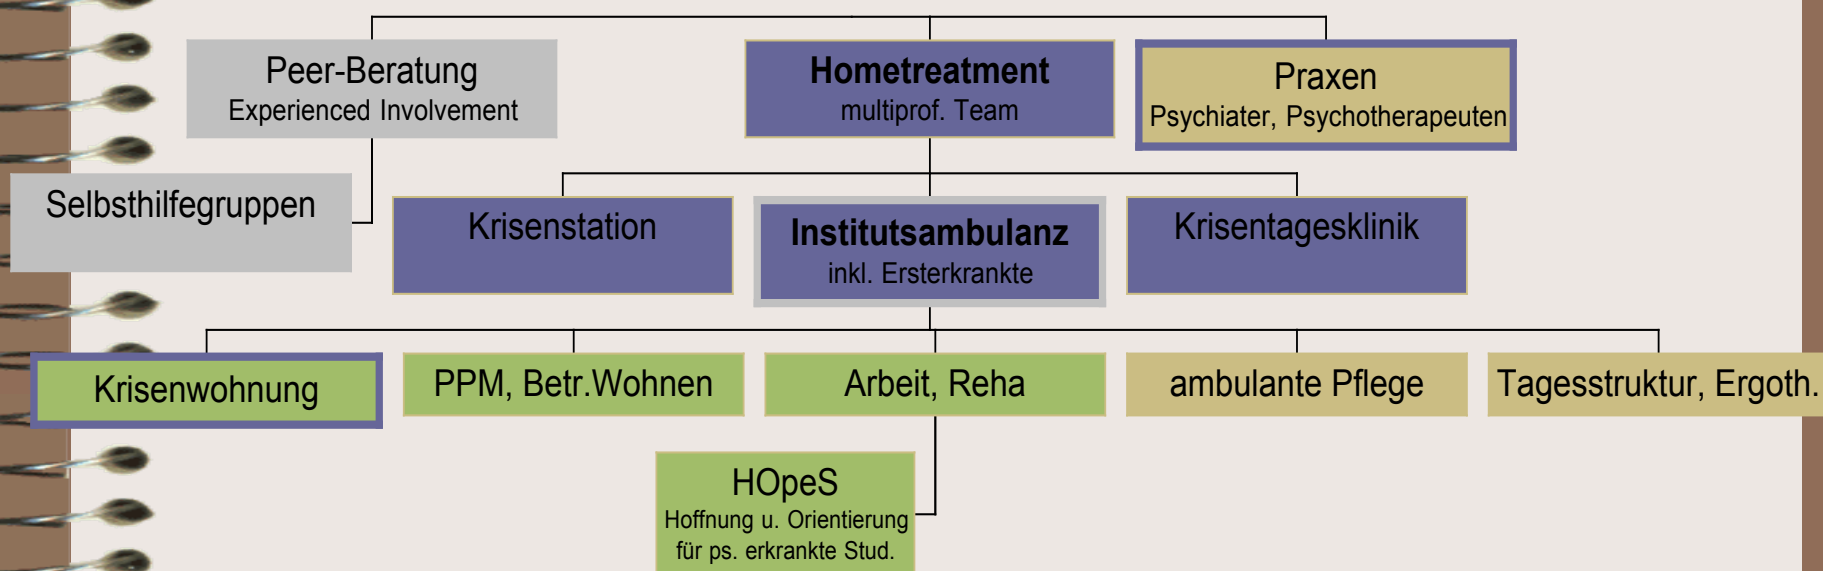 Peer-Beratung
Experienced Involvement
Hometreatment
multiprof. Team
Praxen
Psychiater, Psychotherapeuten
Selbsthilfegruppen
Krisenstation
Institutsambulanz
inkl. Ersterkrankte
Krisentagesklinik
Krisenwohnung
PPM, Betr.Wohnen
Arbeit, Reha
ambulante Pflege
Tagesstruktur, Ergoth.
HOpeS
Hoffnung u. Orientierung
für ps. erkrankte Stud.